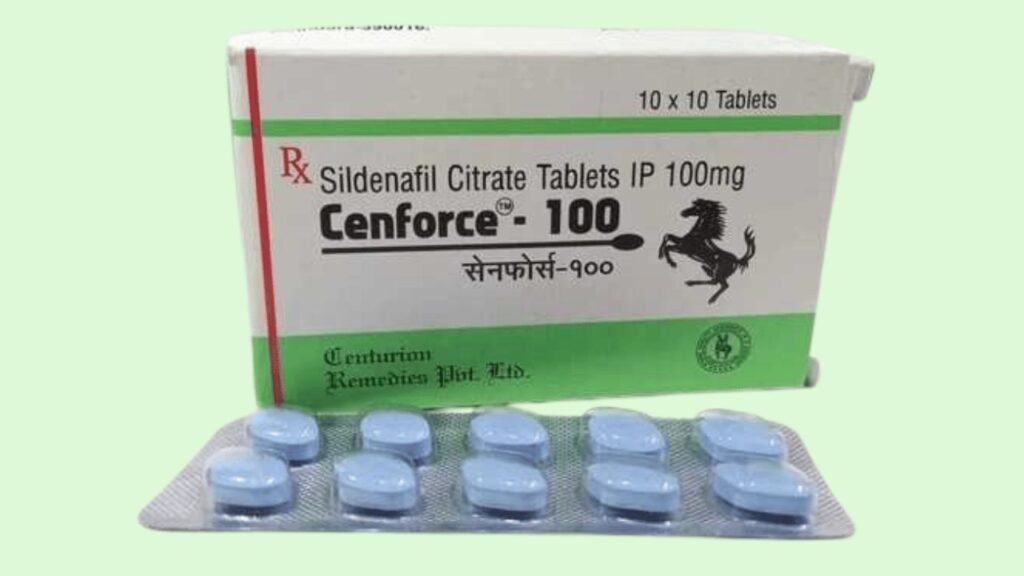 10 x 10 Tablets
Rx Sildenafil Citrate Tablets IP 100mg
Cenforce™- 100
सेनफोर्स-१००
Centurion
Remedies Pvt. Ltd.